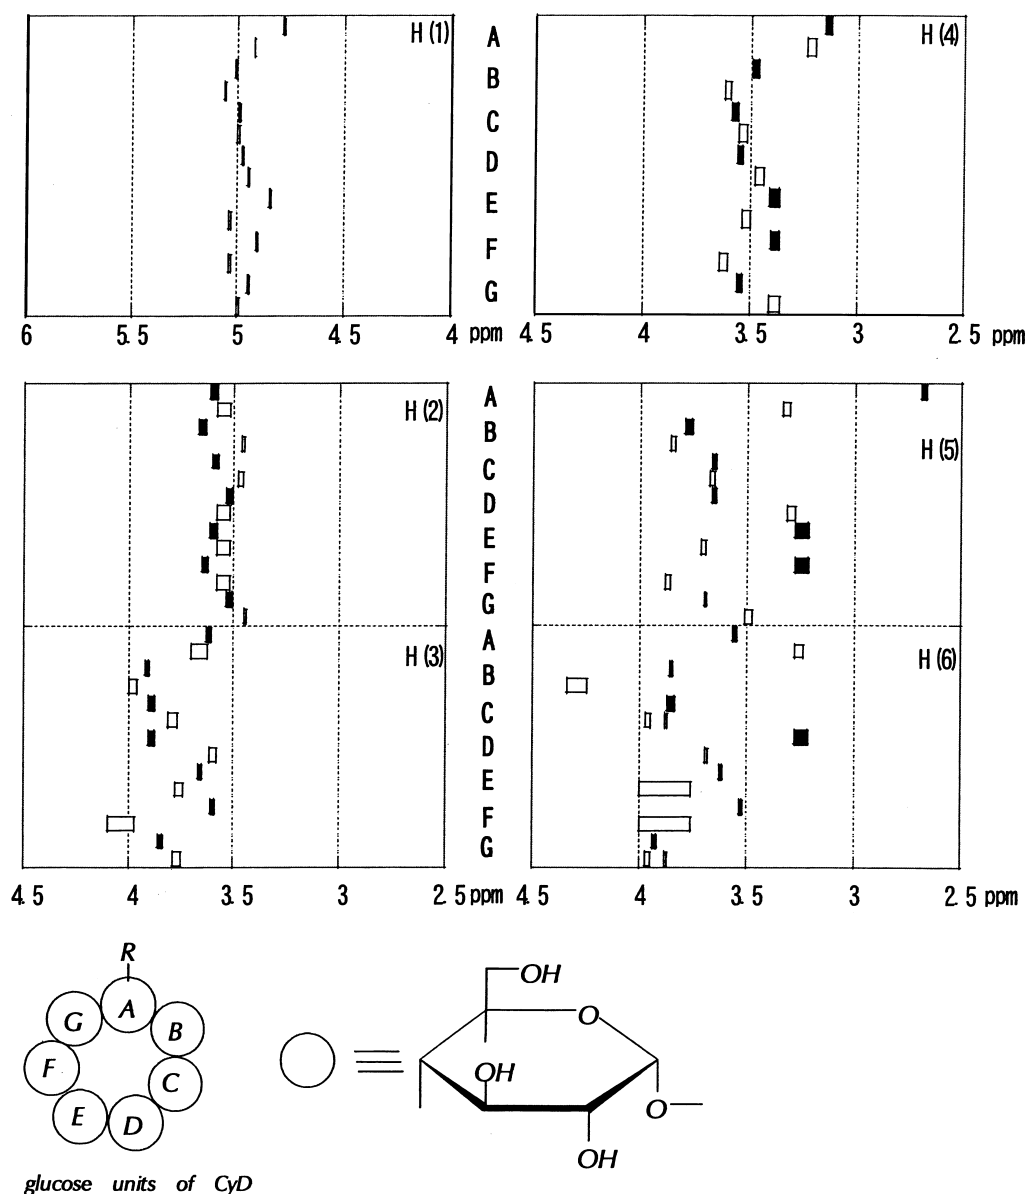 H (1)
A
H (4)
B
C
D
E
F
G
6 5.5 5 4.5 4 ppm 4.5 4 3.5 3 2.5 ppm
H (2)
A
B
H (5)
C
D
E
F
G
H (3)
A
H (6)
B
C
D
E
F
G
4.5 4 3.5 3 2.5 ppm 4.5 4 3.5 3 2.5 ppm
R
A
G
B
F
C
E
D
OH
O
OH
O
OH
glucose units of CyD